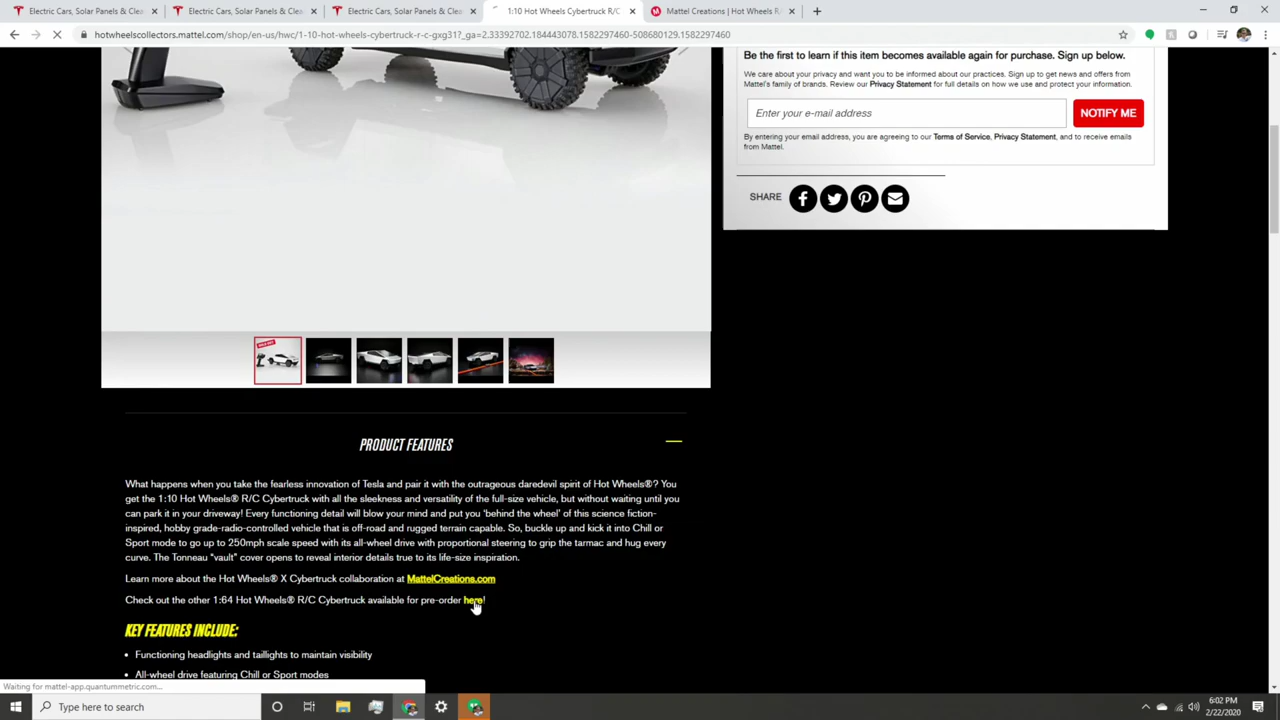 Electric Cars, Solar Panels & Clea
Electric Cars, Solar Panels & Clea
Electric Cars, Solar Panels & Clea
1:10 Hot Wheels Cybertruck R/C
Mattel Creations | Hot Wheels R/
hotwheelscollectors.mattel.com/shop/en-us/hwc/1-10-hot-wheels-cybertruck-r-c-gxg31?_ga=2.33392702.184443078.1582297460-508680129.1582297460
Be the first to learn if this item becomes available again for purchase. Sign up below.
We care about your privacy and want you to be informed about our practices. Sign up to get news and offers from
Mattel's family of brands. Review our Privacy Statement for full details on how we use and protect your information.
Enter your e-mail address
NOTIFY ME
By entering your email address, you are agreeing to our Terms of Service, Privacy Statement, and to receive emails
from Mattel.
SHARE
PRODUCT FEATURES
What happens when you take the fearless innovation of Tesla and pair it with the outrageous daredevil spirit of Hot Wheels®? You
get the 1:10 Hot Wheels® R/C Cybertruck with all the sleekness and versatility of the full-size vehicle, but without waiting until you
can park it in your driveway! Every functioning detail will blow your mind and put you ‘behind the wheel’ of this science fiction-
inspired, hobby grade-radio-controlled vehicle that is off-road and rugged terrain capable. So, buckle up and kick it into Chill or
Sport mode to go up to 250mph scale speed with its all-wheel drive with proportional steering to grip the tarmac and hug every
curve. The Tonneau “vault” cover opens to reveal interior details true to its life-size inspiration.
Learn more about the Hot Wheels® X Cybertruck collaboration at MattelCreations.com
Check out the other 1:64 Hot Wheels® R/C Cybertruck available for pre-order here!
KEY FEATURES INCLUDE:
• Functioning headlights and taillights to maintain visibility
• All-wheel drive featuring Chill or Sport modes
Waiting for mattel-app.quantummetric.com...
Type here to search
6:02 PM
2/22/2020